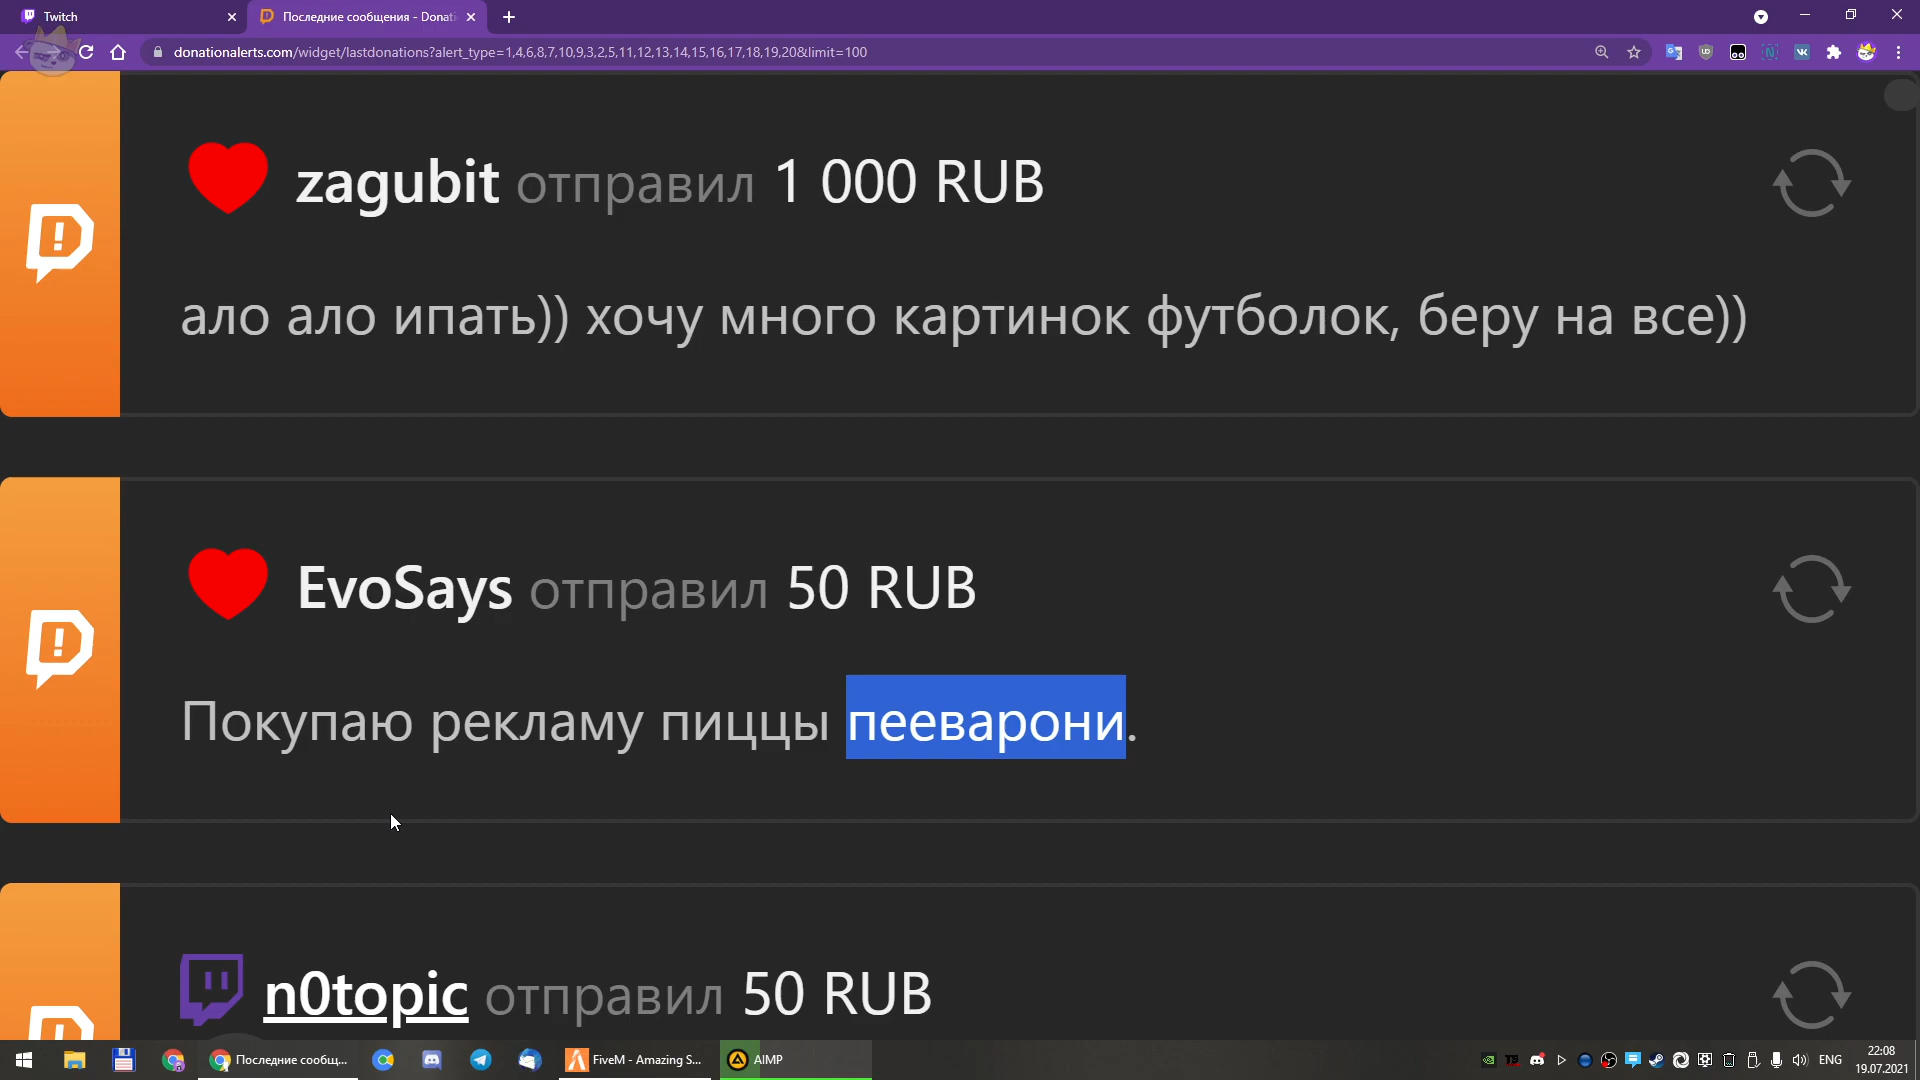 Twitch
Последние сообщения - Donati
donationalerts.com/widget/lastdonations?alert_type=1,4,6,8,7,10,9,3,2,5,11,12,13,14,15,16,17,18,19,20&limit=100
zagubit отправил 1 000 RUB
ало ало ипать)) хочу много картинок футболок, беру на все))
EvoSays отправил 50 RUB
Покупаю рекламу пиццы пееварони.
n0topic отправил 50 RUB
Последние сообщ...
FiveM - Amazing S...
AIMP
ENG
22:08
19.07.2021